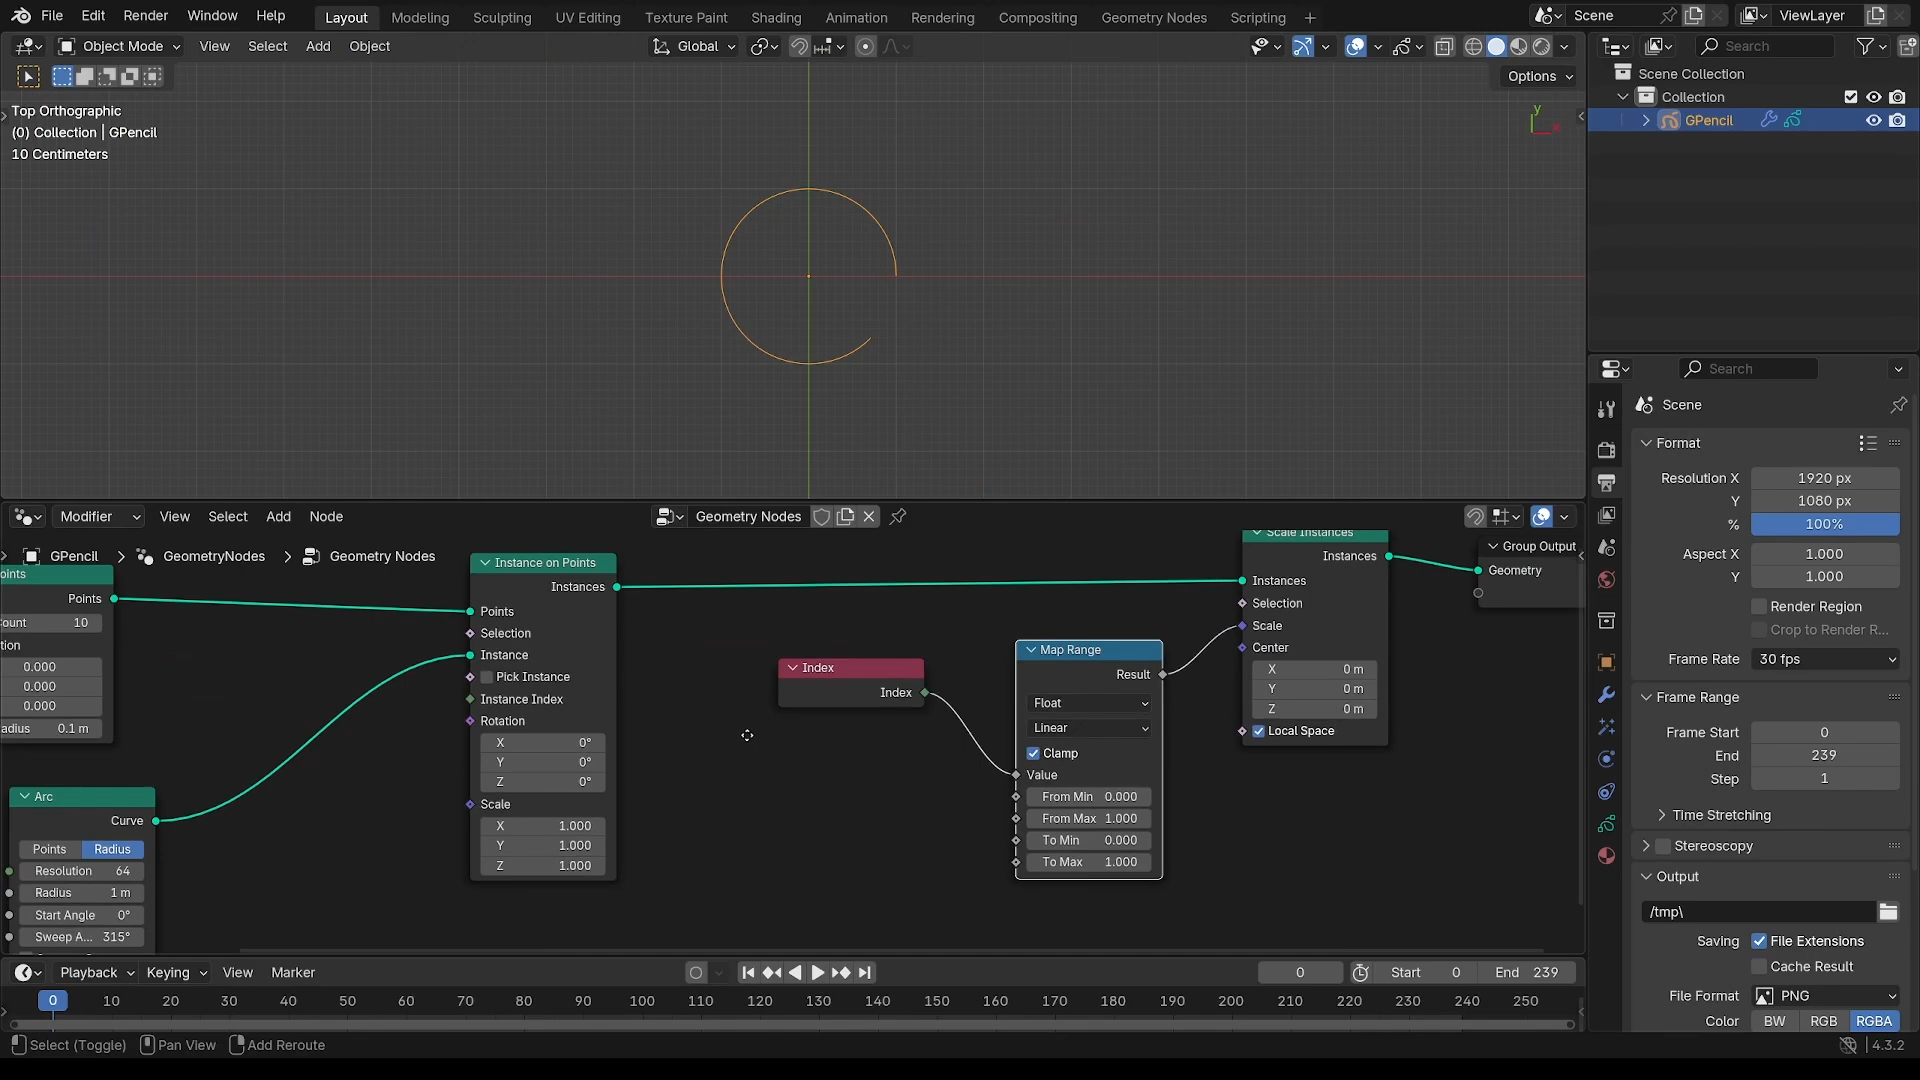 File Edit Render Window Help Layout Modeling Sculpting UV Editing Texture Paint Shading Animation Rendering Compositing Geometry Nodes Scripting + Scene ViewLayer
Object Mode View Select Add Object Global Search
Options
Scene Collection
Collection
GPencil
Top Orthographic
(0) Collection | GPencil
10 Centimeters
y
x
Search
Scene
Format
Resolution X 1920 px
Y 1080 px
% 100%
Aspect X 1.000
Y 1.000
Render Region
Crop to Render R...
Frame Rate 30 fps
Frame Range
Frame Start 0
End 239
Step 1
Time Stretching
Stereoscopy
Output
/tmp\
Saving File Extensions
Cache Result
File Format PNG
Color BW RGB RGBA
Modifier View Select Add Node Geometry Nodes
GPencil > GeometryNodes > Geometry Nodes
oints
Points
ount 10
tion
0.000
0.000
0.000
adius 0.1 m
Arc
Curve
Points Radius
Resolution 64
Radius 1 m
Start Angle 0°
Sweep A... 315°
Instance on Points
Instances
Points
Selection
Instance
Pick Instance
Instance Index
Rotation
X 0°
Y 0°
Z 0°
Scale
X 1.000
Y 1.000
Z 1.000
Index
Index
Map Range
Result
Float
Linear
Clamp
Value
From Min 0.000
From Max 1.000
To Min 0.000
To Max 1.000
Scale Instances
Instances
Instances
Selection
Scale
Center
X 0 m
Y 0 m
Z 0 m
Local Space
Group Output
Geometry
Playback Keying View Marker 0 Start 0 End 239
0 10 20 30 40 50 60 70 80 90 100 110 120 130 140 150 160 170 180 190 200 210 220 230 240 250
Select (Toggle) Pan View Add Reroute 4.3.2